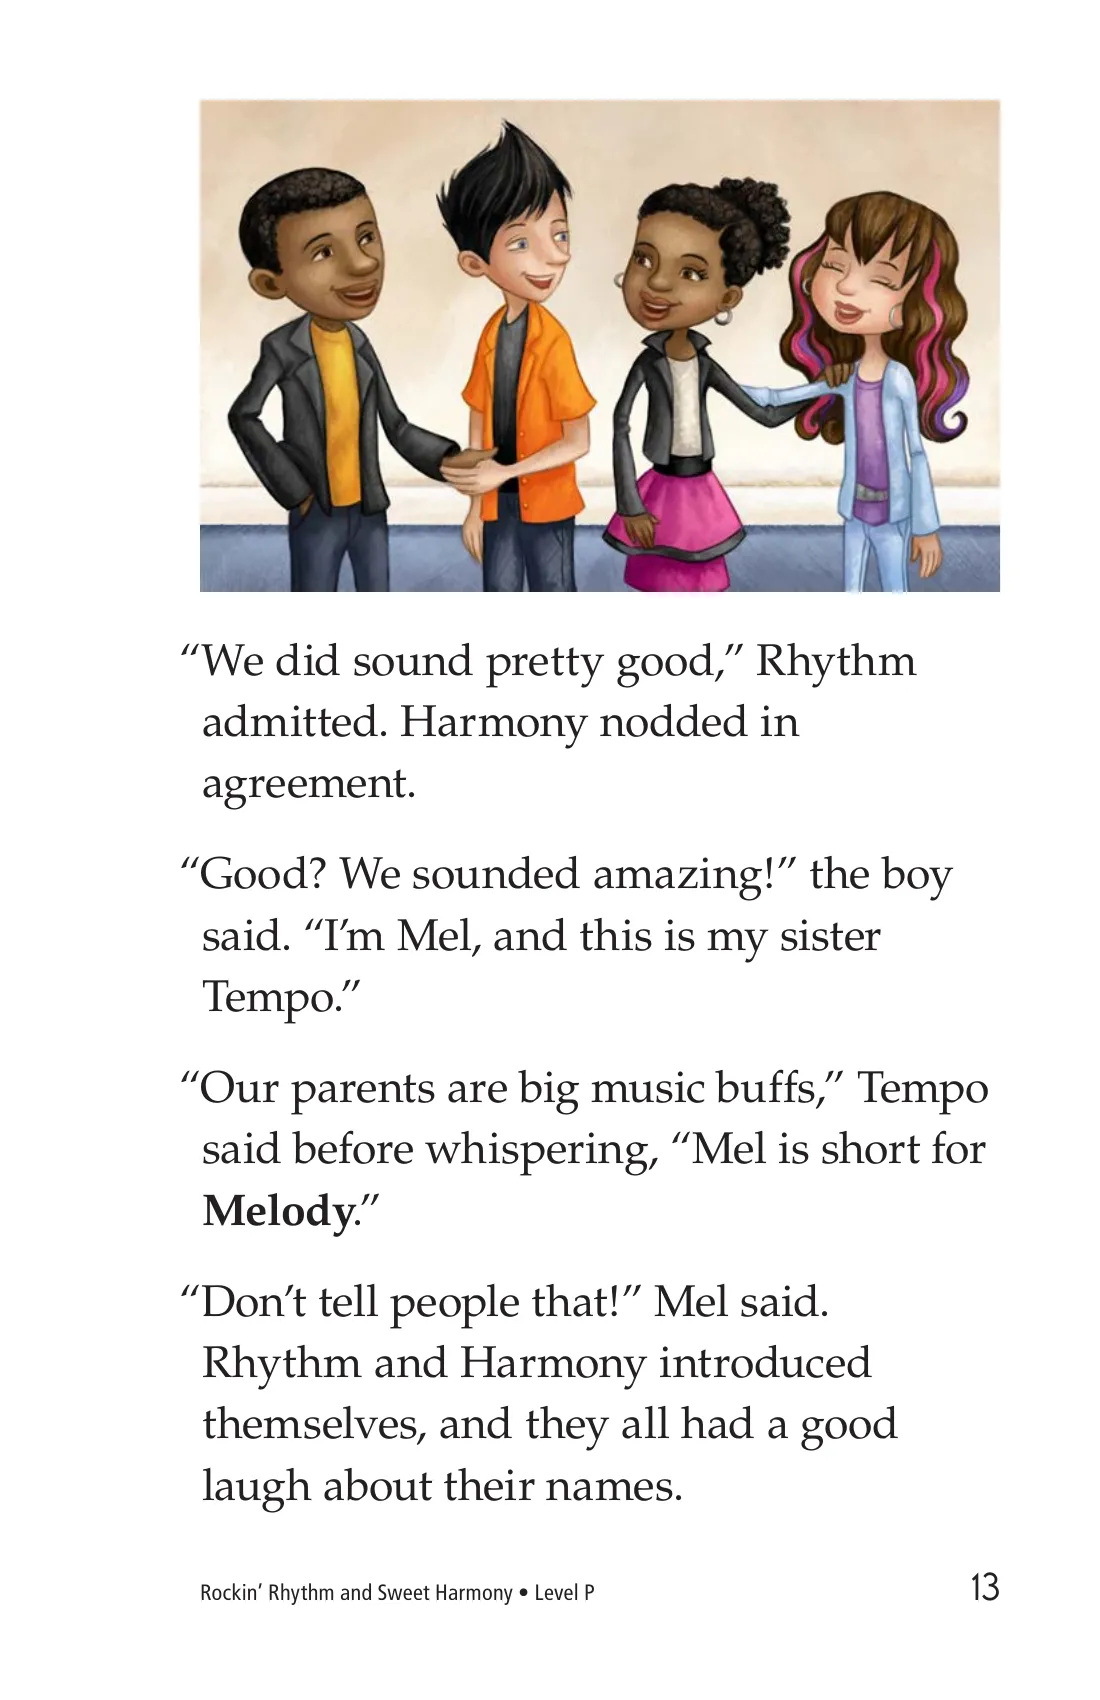 “We did sound pretty good,” Rhythm
admitted. Harmony nodded in
agreement.
“Good? We sounded amazing!” the boy
said. “I’m Mel, and this is my sister
Tempo.”
“Our parents are big music buffs,” Tempo
said before whispering, “Mel is short for
Melody.”
“Don’t tell people that!” Mel said.
Rhythm and Harmony introduced
themselves, and they all had a good
laugh about their names.
Rockin’ Rhythm and Sweet Harmony • Level P 13